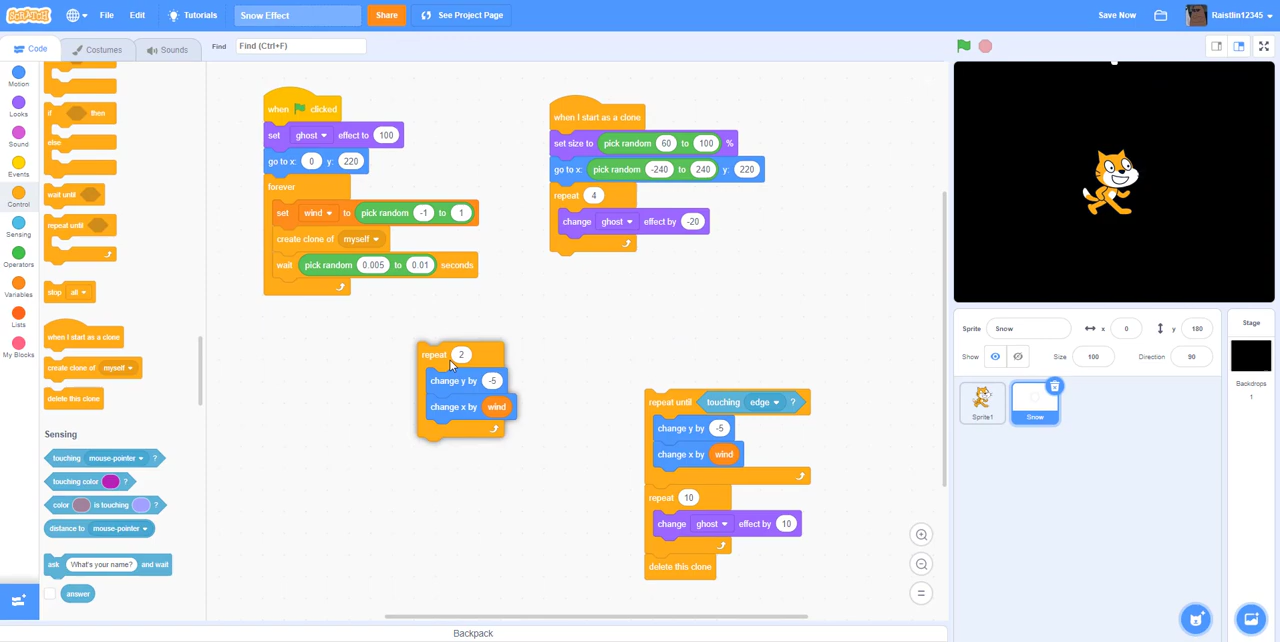 SCRATCH File Edit Tutorials Snow Effect Share See Project Page Save Now Raistlin12345
Code Costumes Sounds Find Find (Ctrl+F)
Motion
Looks
Sound
Events
Control
Sensing
Operators
Variables
Lists
My Blocks
if then
else
wait until
repeat until
stop all
when I start as a clone
create clone of myself
delete this clone
Sensing
touching mouse-pointer ?
touching color ?
color is touching ?
distance to mouse-pointer
ask What's your name? and wait
answer
when clicked
set ghost effect to 100
go to x: 0 y: 220
forever
set wind to pick random -1 to 1
create clone of myself
wait pick random 0.005 to 0.01 seconds
when I start as a clone
set size to pick random 60 to 100 %
go to x: pick random -240 to 240 y: 220
repeat 4
change ghost effect by -20
repeat 2
change y by -5
change x by wind
repeat until touching edge ?
change y by -5
change x by wind
repeat 10
change ghost effect by 10
delete this clone
Backpack
Sprite Snow x 0 y 180
Show Size 100 Direction 90
Sprite1
Snow
Stage
Backdrops
1